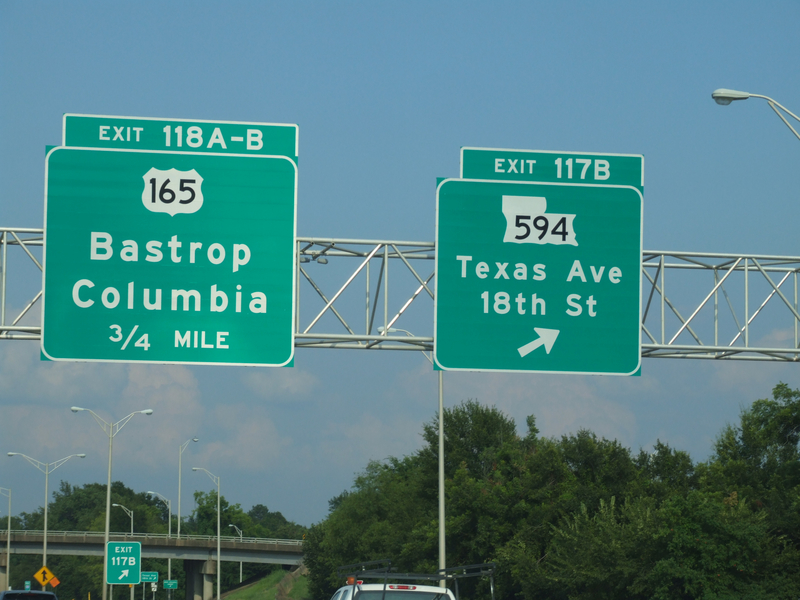 EXIT 118A-B
165
Bastrop
Columbia
3/4 MILE
EXIT 117B
594
Texas Ave
18th St
EXIT
117B